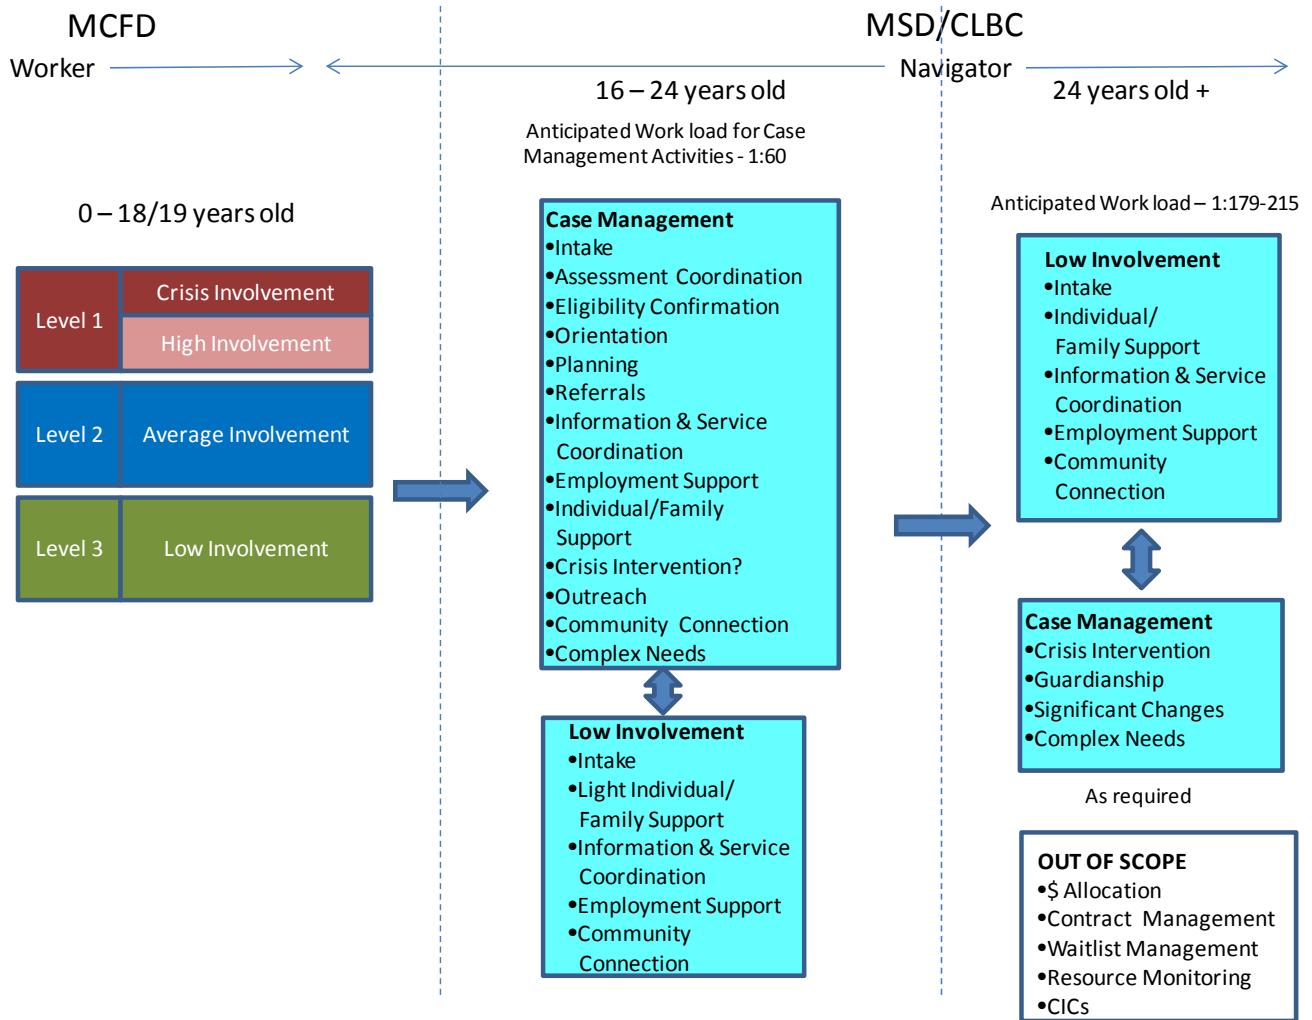 MCFD
MSD/CLBC
Worker
Navigator
16 – 24 years old
24 years old +
Anticipated Work load for Case
Management Activities - 1:60
0 – 18/19 years old
Anticipated Work load – 1:179-215
Level 1
Crisis Involvement
High Involvement
Level 2
Average Involvement
Level 3
Low Involvement
Case Management
•Intake
•Assessment Coordination
•Eligibility Confirmation
•Orientation
•Planning
•Referrals
•Information & Service
Coordination
•Employment Support
•Individual/Family
Support
•Crisis Intervention?
•Outreach
•Community Connection
•Complex Needs
Low Involvement
•Intake
•Light Individual/
Family Support
•Information & Service
Coordination
•Employment Support
•Community
Connection
Low Involvement
•Intake
•Individual/
Family Support
•Information & Service
Coordination
•Employment Support
•Community
Connection
Case Management
•Crisis Intervention
•Guardianship
•Significant Changes
•Complex Needs
As required
OUT OF SCOPE
•$ Allocation
•Contract Management
•Waitlist Management
•Resource Monitoring
•CICs